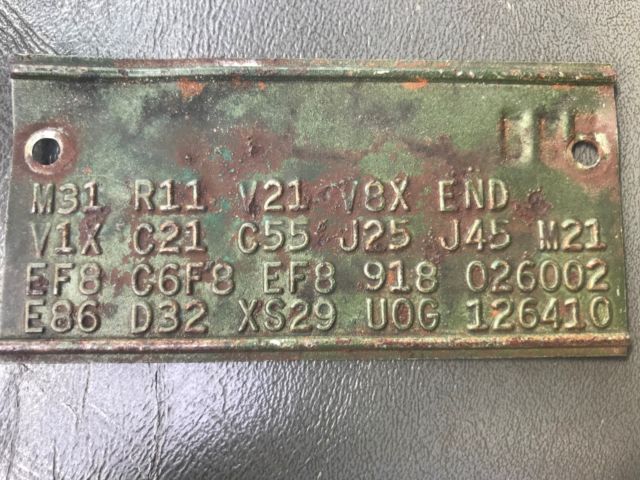 M31 R11 V21 V8X END
V1X C21 C55 J25 J45 M21
EF8 C6F8 EF8 918 026002
E86 D32 XS29 U0G 126410